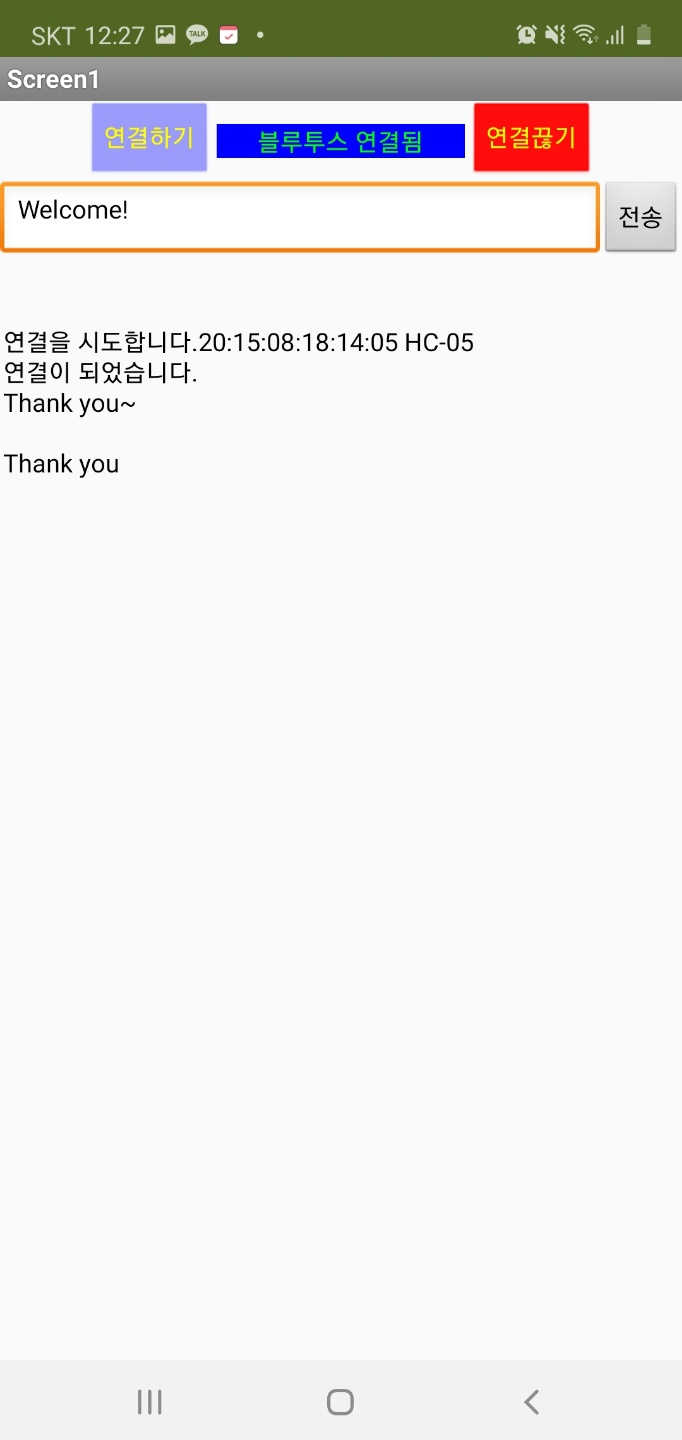 SKT 12:27 TALK
Screen1
연결하기 블루투스 연결됨 연결끊기
Welcome! 전송
연결을 시도합니다.20:15:08:18:14:05 HC-05
연결이 되었습니다.
Thank you~
Thank you